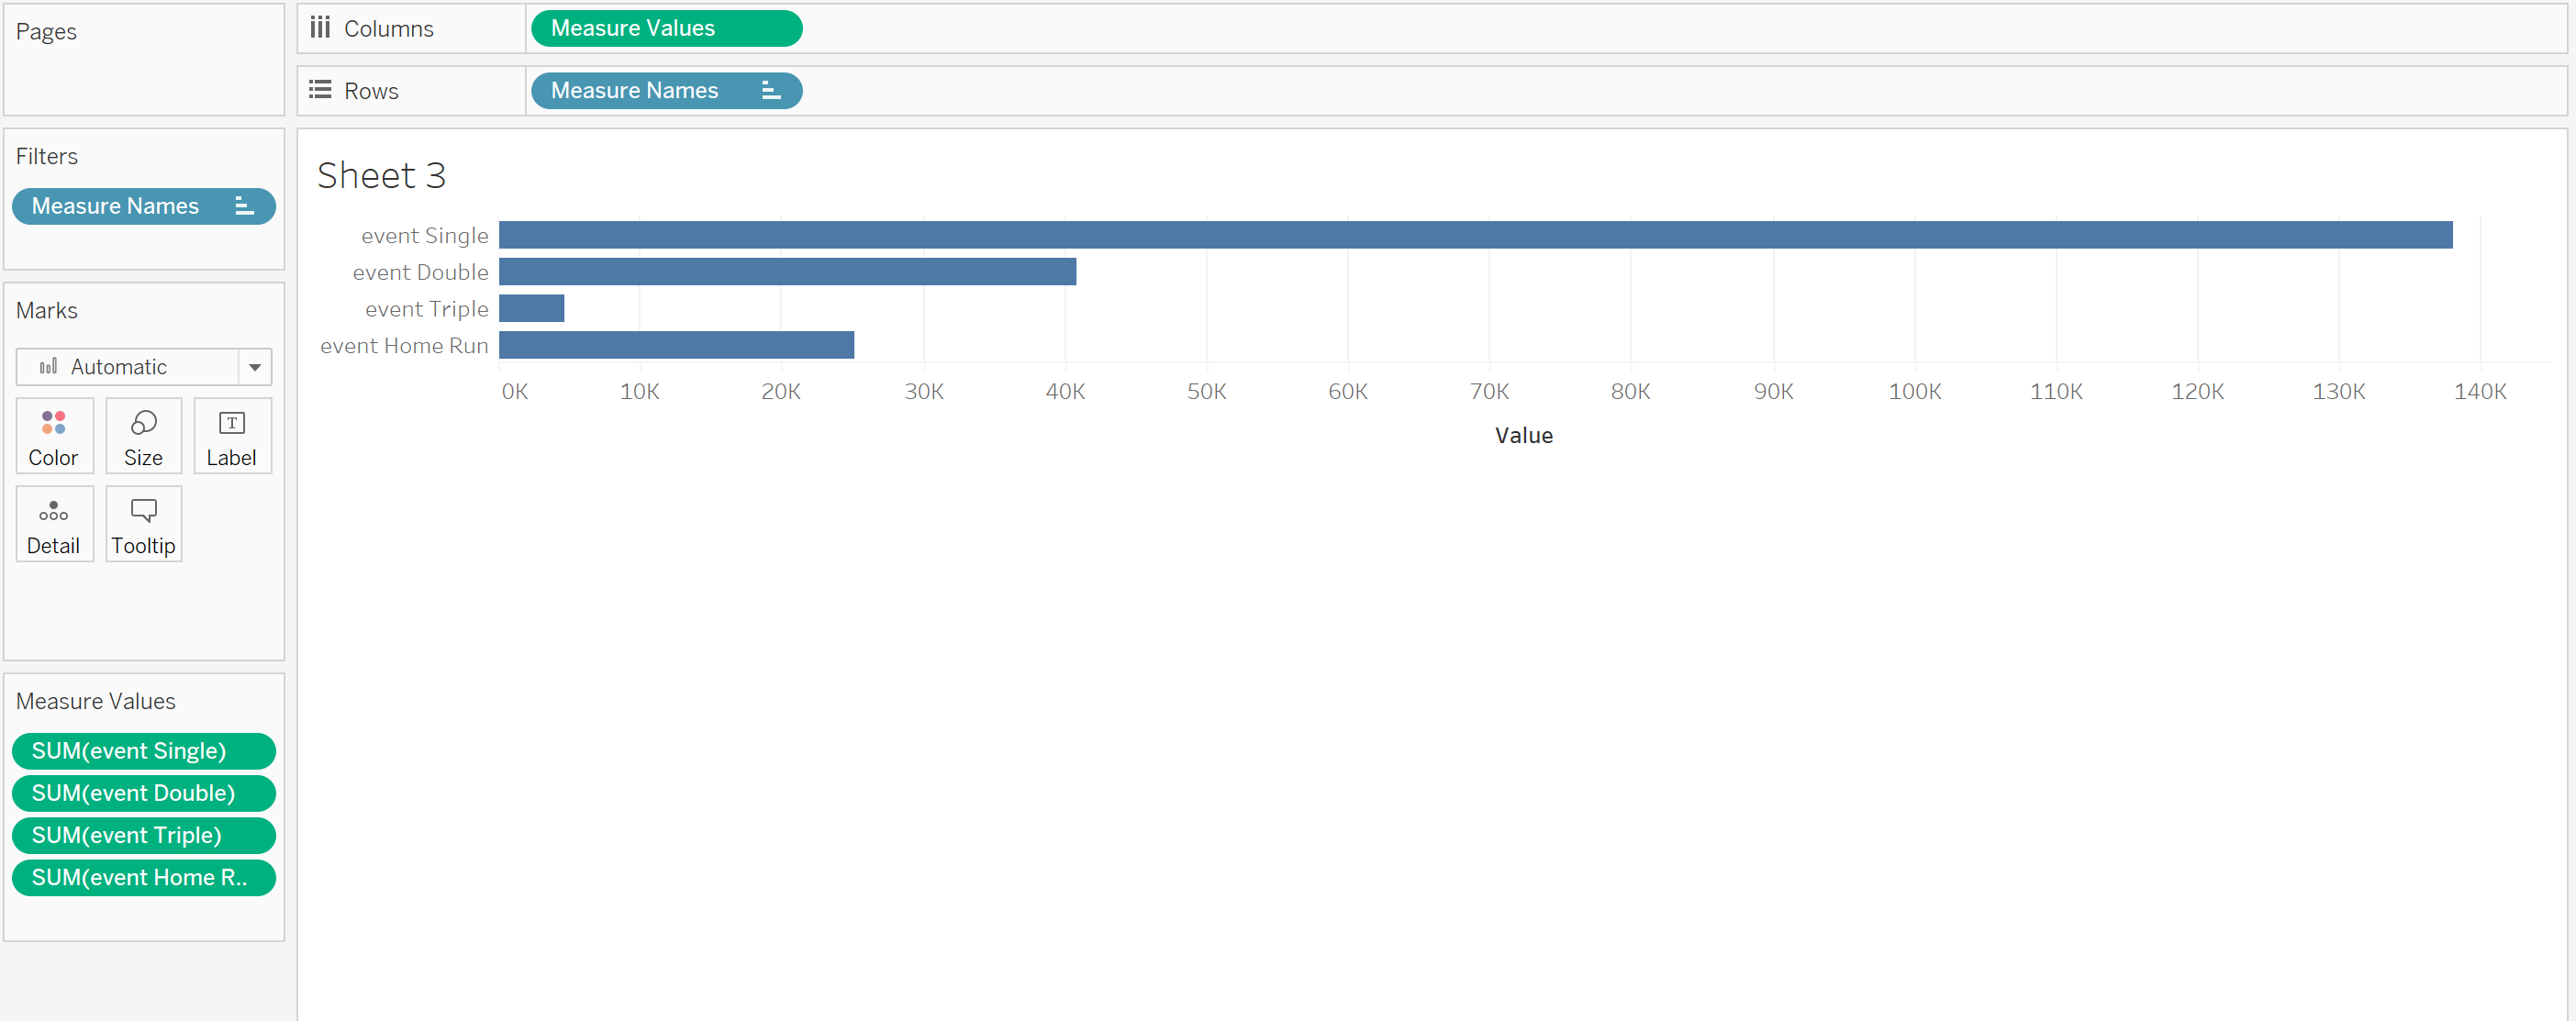 Pages
Columns
Measure Values
Rows
Measure Names
Filters
Measure Names
Marks
Automatic
Color
Size
Label
Detail
Tooltip
Measure Values
SUM(event Single)
SUM(event Double)
SUM(event Triple)
SUM(event Home R..
Sheet 3
event Single
event Double
event Triple
event Home Run
0K 10K 20K 30K 40K 50K 60K 70K 80K 90K 100K 110K 120K 130K 140K
Value